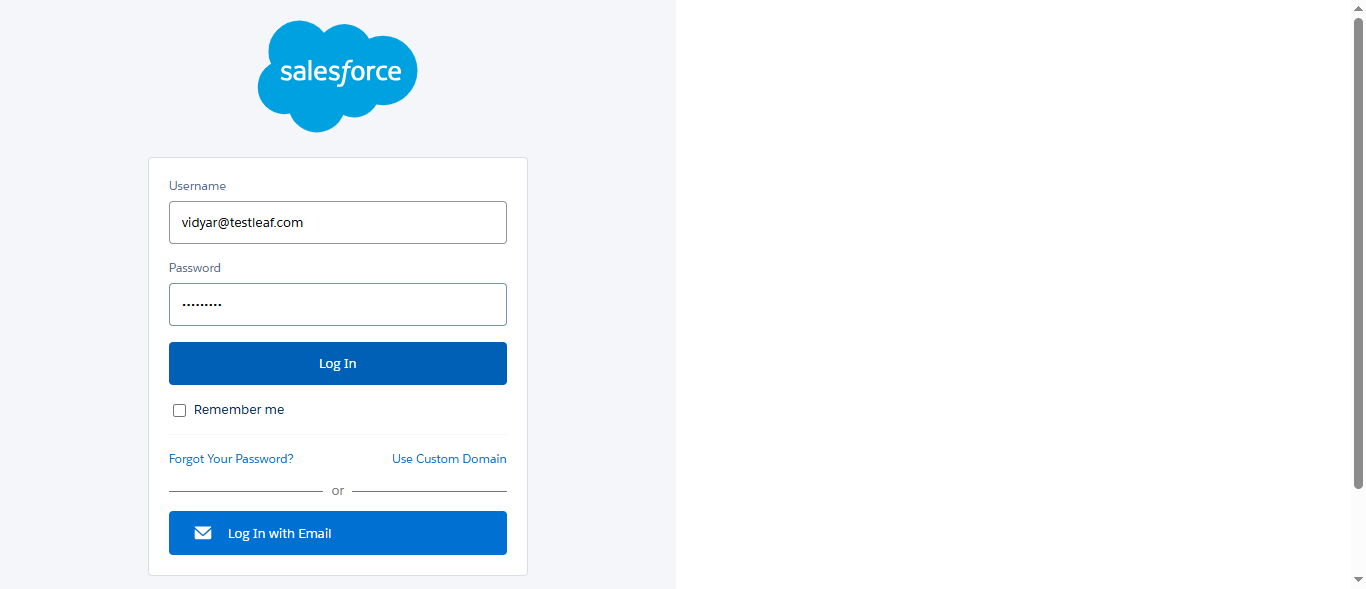 salesforce
Username
vidyar@testleaf.com
Password
•••••••••
Log In
Remember me
Forgot Your Password? Use Custom Domain
or
Log In with Email